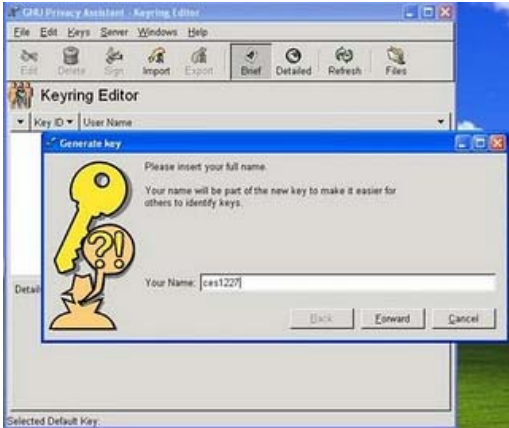 GNU Privacy Assistant - Keyring Editor
File Edit Keys Server Windows Help
Edit Delete Sign Import Export Brief Detailed Refresh Files
Keyring Editor
Key ID User Name
Generate key
Please insert your full name.
Your name will be part of the new key to make it easier for
others to identify keys.
?!
Your Name: ces1227
Back Forward Cancel
Detail
Selected Default Key: